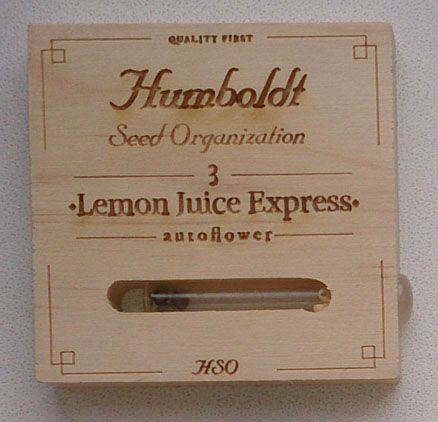 QUALITY FIRST
Humboldt
Seed Organization
3
·Lemon Juice Express·
autoflower
HSO